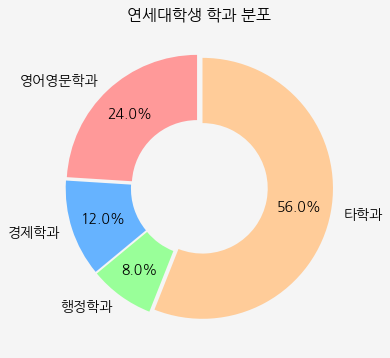 연세대학생 학과 분포
영어영문학과
24.0%
경제학과
12.0%
행정학과
8.0%
타학과
56.0%